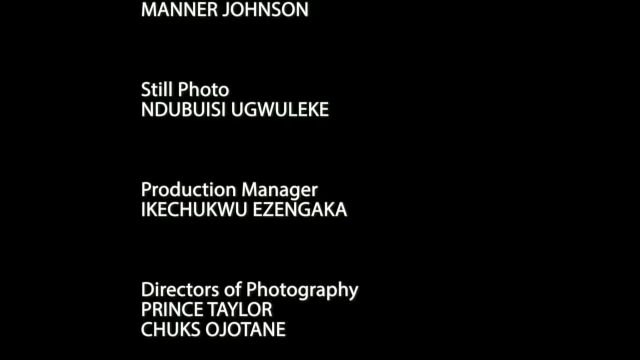 MANNER JOHNSON
Still Photo
NDUBUISI UGWULEKE
Production Manager
IKECHUKWU EZENGAKA
Directors of Photography
PRINCE TAYLOR
CHUKS OJOTANE